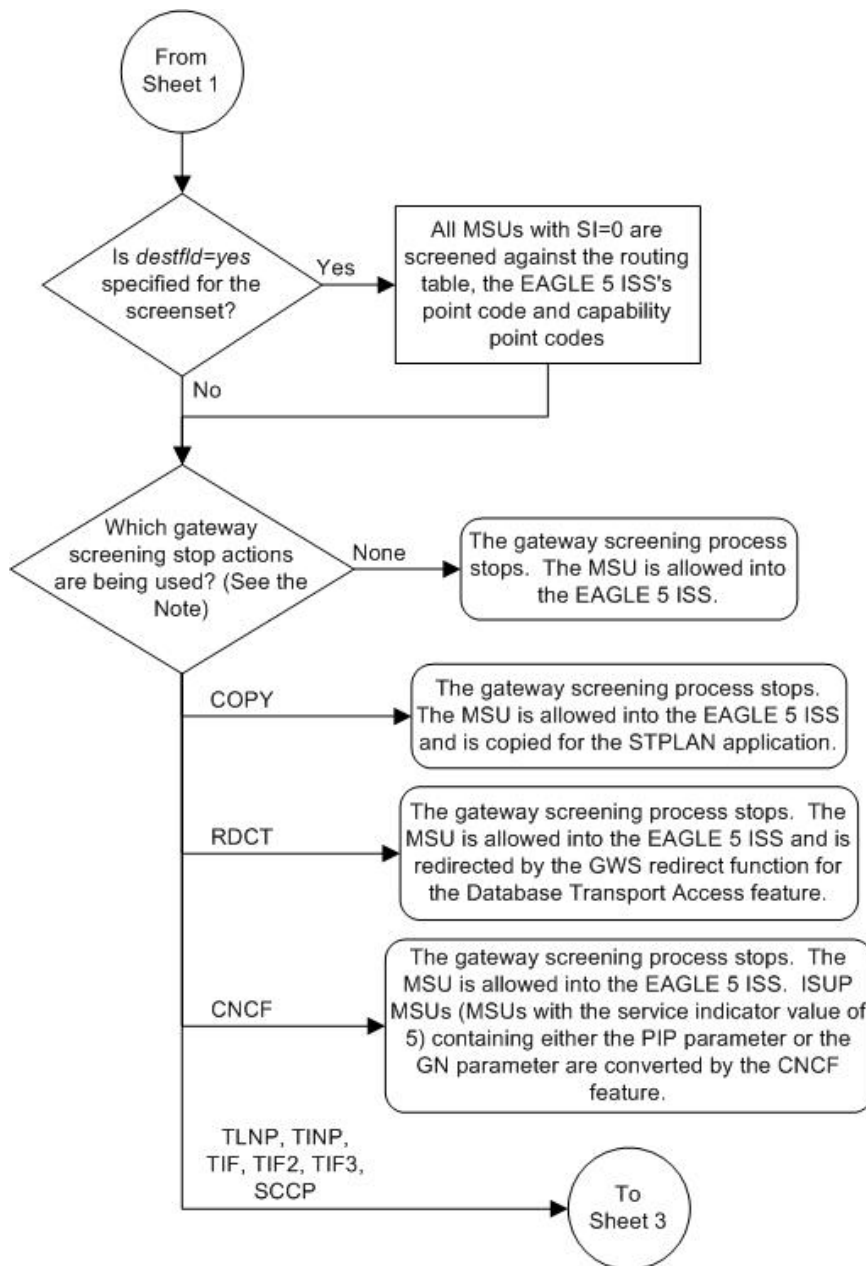 From
Sheet 1
Is destfld=yes
specified for the
screenset?
Yes
All MSUs with SI=0 are
screened against the routing
table, the EAGLE 5 ISS's
point code and capability
point codes
No
Which gateway
screening stop actions
are being used? (See the
Note)
None
The gateway screening process
stops. The MSU is allowed into
the EAGLE 5 ISS.
COPY
The gateway screening process stops.
The MSU is allowed into the EAGLE 5 ISS
and is copied for the STPLAN application.
RDCT
The gateway screening process stops. The
MSU is allowed into the EAGLE 5 ISS and is
redirected by the GWS redirect function for
the Database Transport Access feature.
CNCF
The gateway screening process stops. The
MSU is allowed into the EAGLE 5 ISS. ISUP
MSUs (MSUs with the service indicator value of
5) containing either the PIP parameter or the
GN parameter are converted by the CNCF
feature.
TLNP, TINP,
TIF, TIF2, TIF3,
SCCP
To
Sheet 3